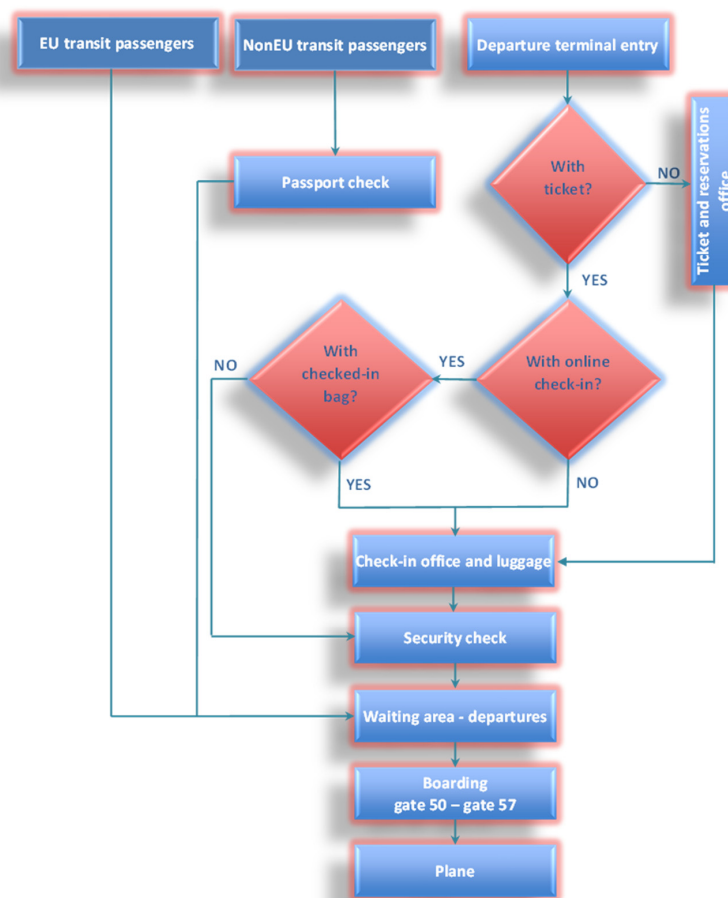 EU transit passengers
NonEU transit passengers
Departure terminal entry
With
ticket?
NO
Ticket and reservations
office
Passport check
YES
With
checked-in
bag?
NO
YES
With online
check-in?
YES
NO
Check-in office and luggage
Security check
Waiting area - departures
Boarding
gate 50 – gate 57
Plane